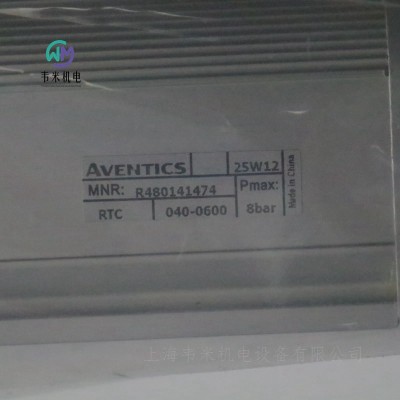 WM
韦米机电
AVENTICS 25W12
MNR: R480141474 Pmax:
RTC 040-0600 8bar
Made in China
上海韦米机电设备有限公司